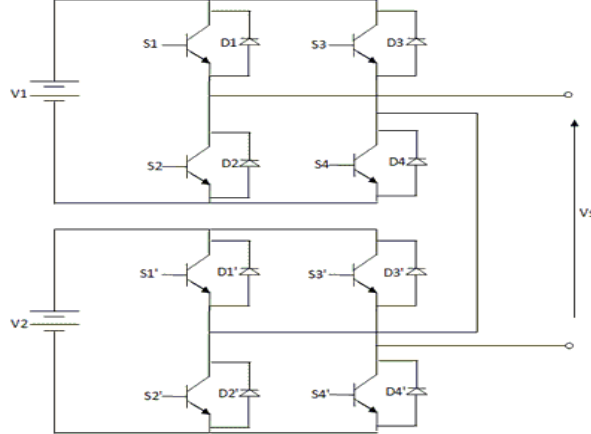 S1 D1 S3 D3
V1
S2 D2 S4 D4
S1' D1' S3' D3'
V2
S2' D2' S4' D4'